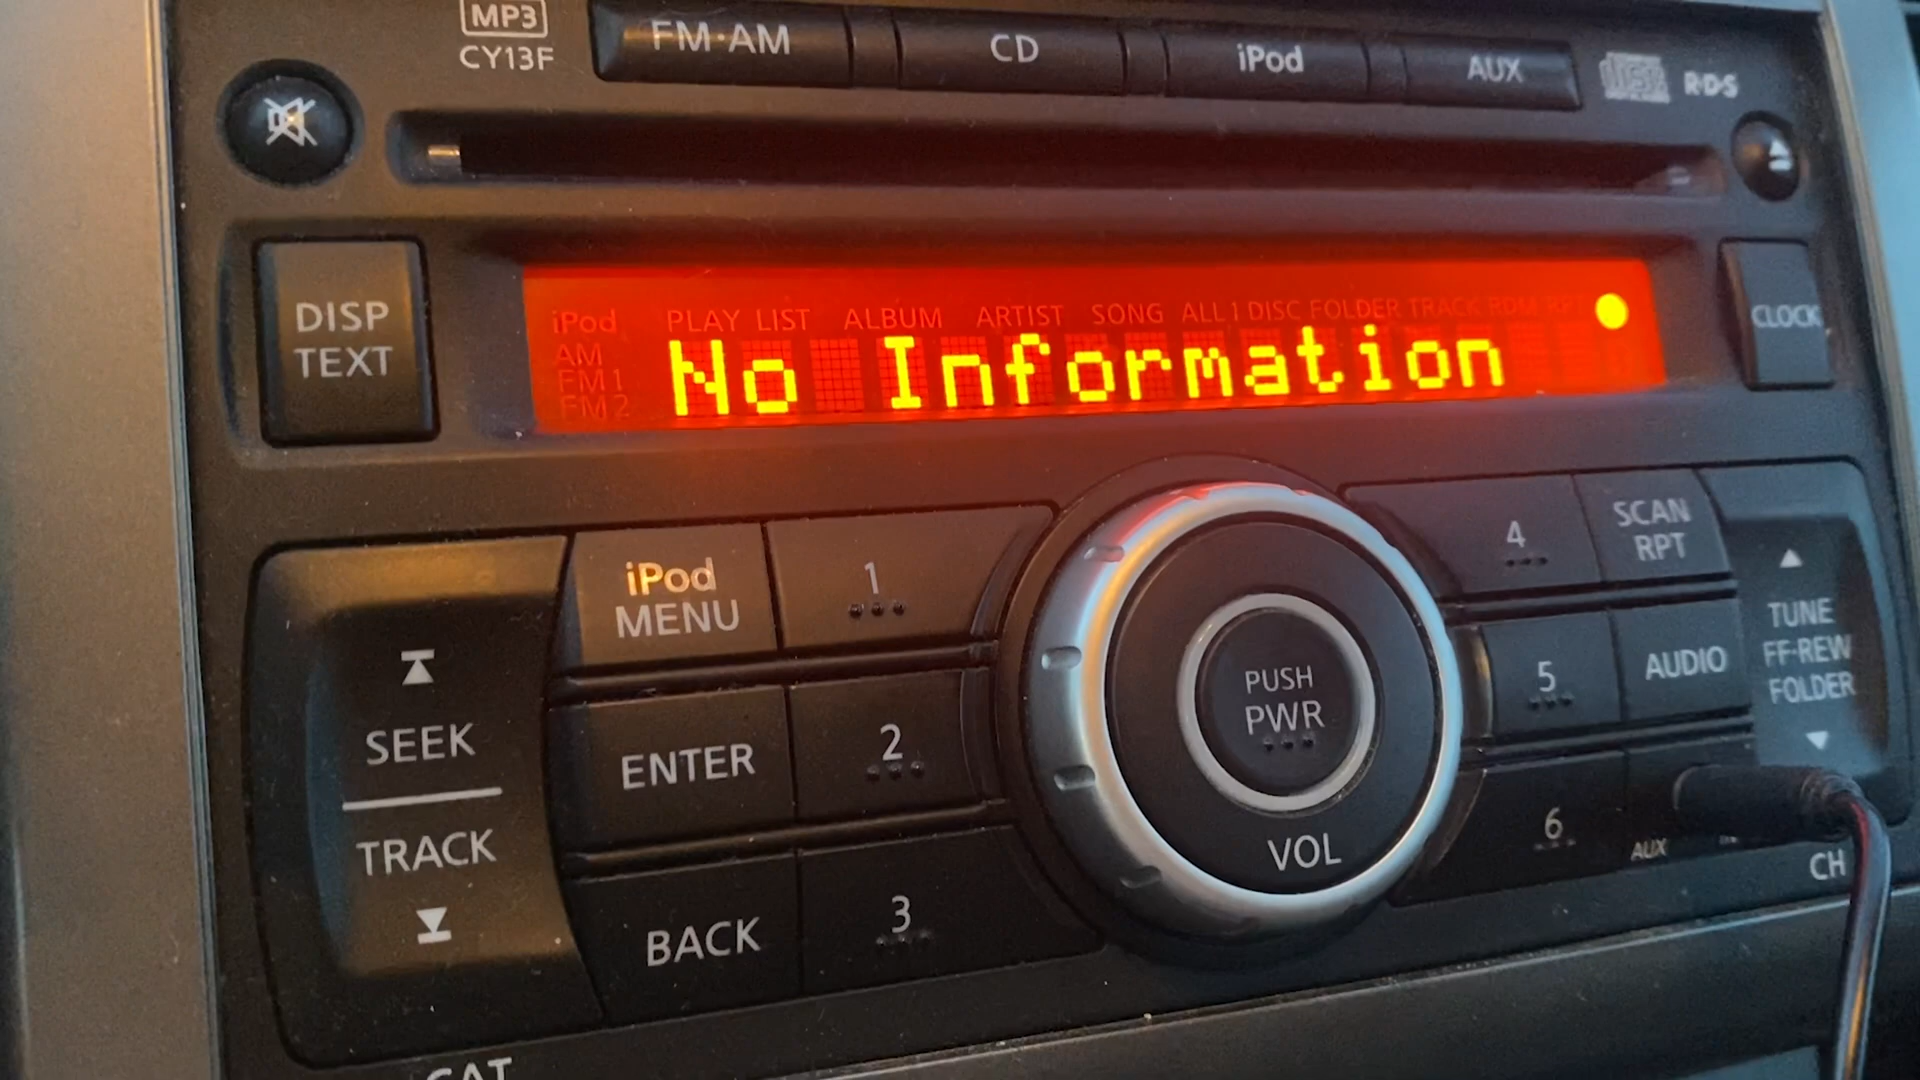 MP3
CY13F
FM·AM
CD
iPod
AUX
R·D·S
DISP
TEXT
CLOCK
iPod
PLAY LIST ALBUM ARTIST SONG ALL 1 DISC FOLDER TRACK RDM RPT
AM
FM1
FM2
No Information
SEEK
TRACK
iPod
MENU
ENTER
BACK
1
2
3
PUSH
PWR
VOL
4
5
6
SCAN
RPT
AUDIO
AUX
TUNE
FF·REW
FOLDER
CH
CAT